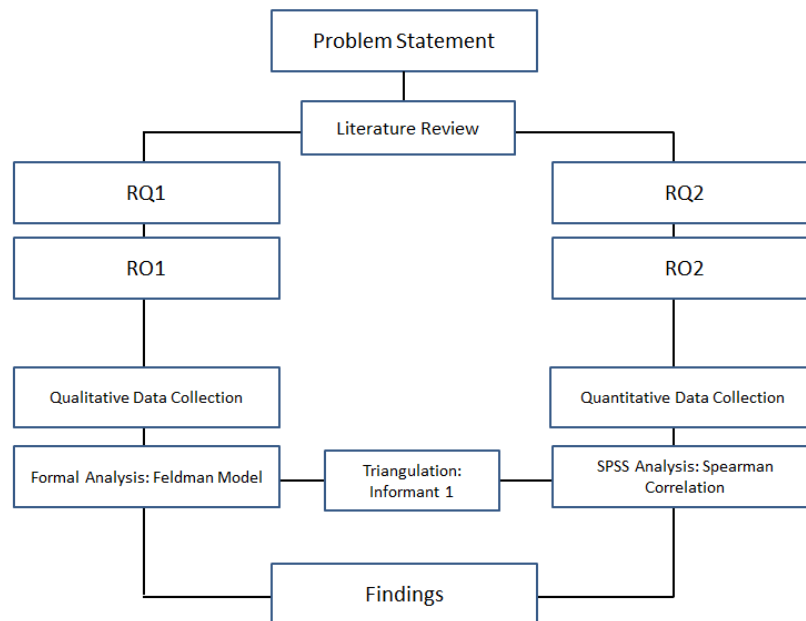 Problem Statement
Literature Review
RQ1
RQ2
RO1
RO2
Qualitative Data Collection
Quantitative Data Collection
Formal Analysis: Feldman Model
Triangulation:
Informant 1
SPSS Analysis: Spearman
Correlation
Findings